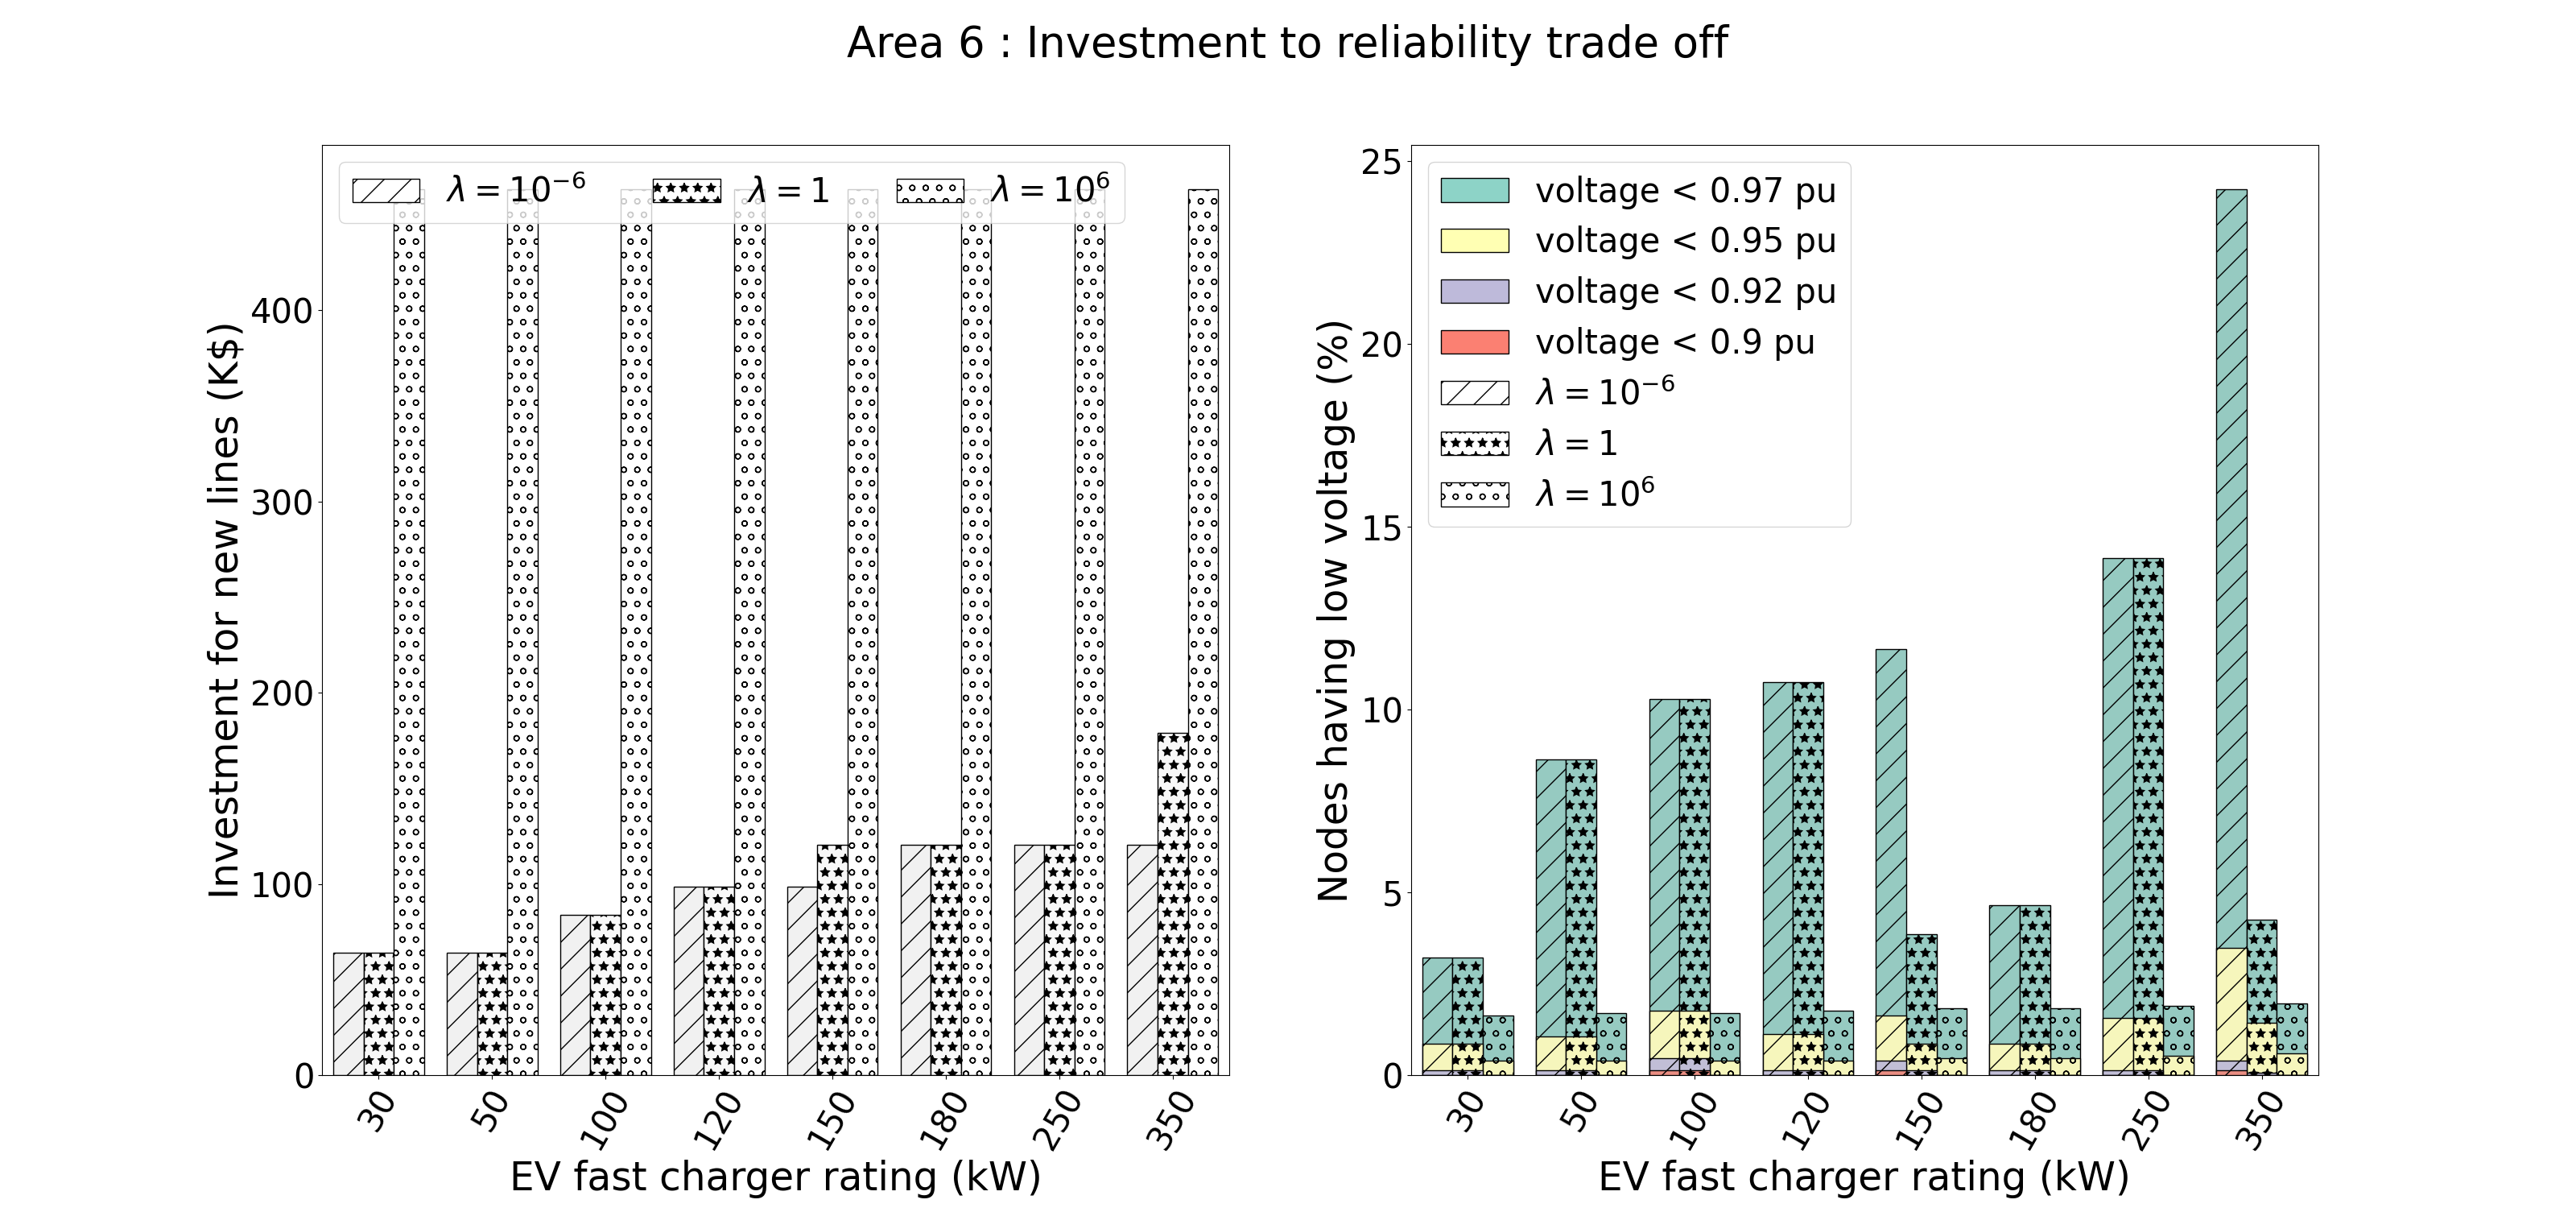 Area 6 : Investment to reliability trade off
λ = 10⁻⁶
λ = 1
λ = 10⁶
Investment for new lines (K$)
400
300
200
100
0
30
50
100
120
150
180
250
350
EV fast charger rating (kW)
voltage < 0.97 pu
voltage < 0.95 pu
voltage < 0.92 pu
voltage < 0.9 pu
λ = 10⁻⁶
λ = 1
λ = 10⁶
Nodes having low voltage (%)
25
20
15
10
5
0
30
50
100
120
150
180
250
350
EV fast charger rating (kW)